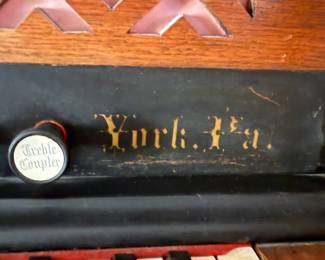 Treble
Coupler
York. Pa.